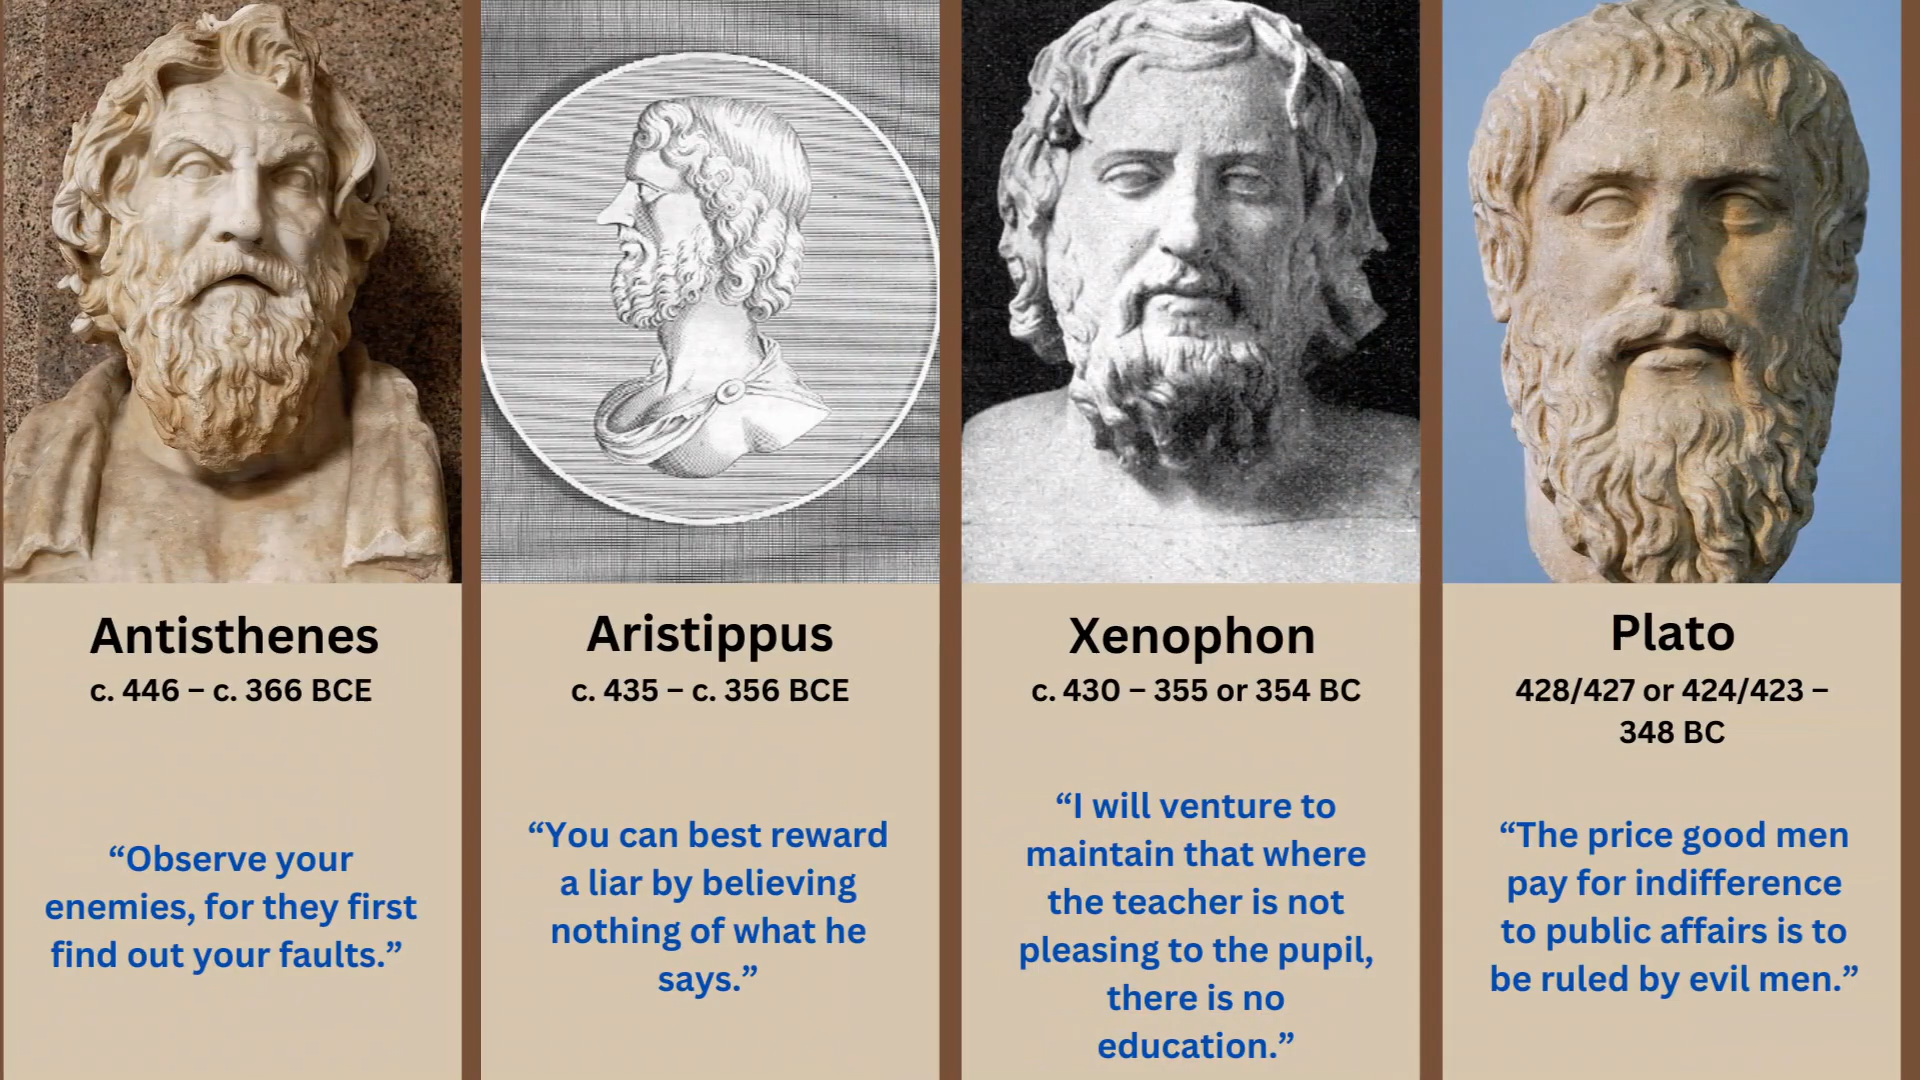 Antisthenes
c. 446 – c. 366 BCE
“Observe your
enemies, for they first
find out your faults.”
Aristippus
c. 435 – c. 356 BCE
“You can best reward
a liar by believing
nothing of what he
says.”
Xenophon
c. 430 – 355 or 354 BC
“I will venture to
maintain that where
the teacher is not
pleasing to the pupil,
there is no
education.”
Plato
428/427 or 424/423 –
348 BC
“The price good men
pay for indifference
to public affairs is to
be ruled by evil men.”